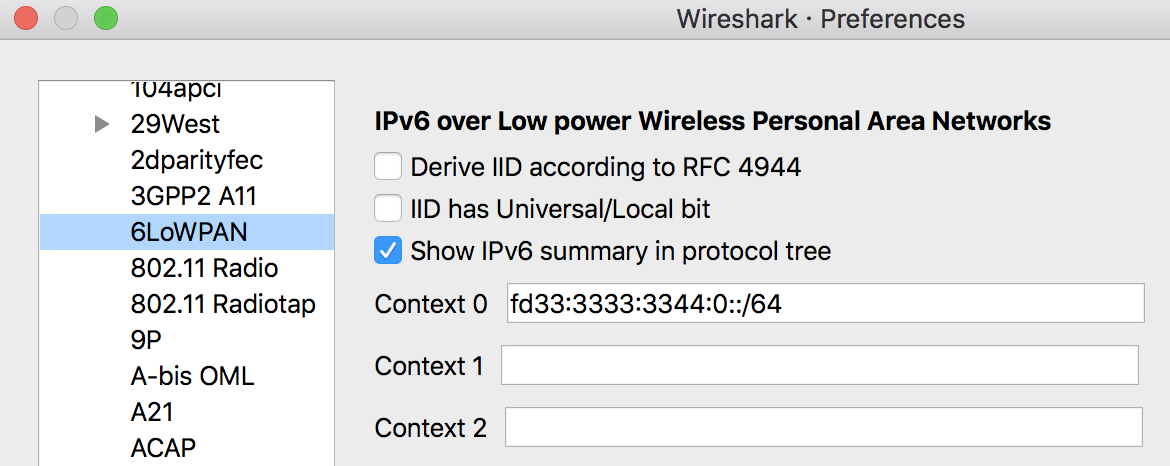 Wireshark · Preferences
104apci
29West
2dparityfec
3GPP2 A11
6LoWPAN
802.11 Radio
802.11 Radiotap
9P
A-bis OML
A21
ACAP
IPv6 over Low power Wireless Personal Area Networks
Derive IID according to RFC 4944
IID has Universal/Local bit
Show IPv6 summary in protocol tree
Context 0 fd33:3333:3344:0::/64
Context 1
Context 2